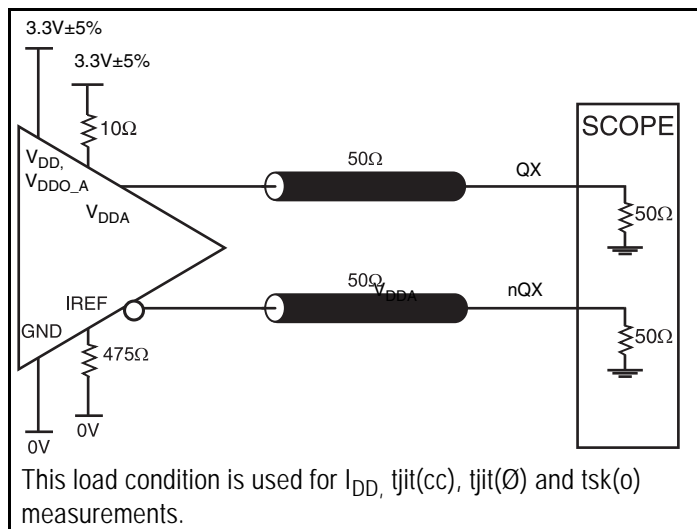 3.3V±5%
3.3V±5%
10Ω
SCOPE
V_DD,
V_DDO_A
V_DDA
50Ω
QX
50Ω
IREF
50Ω
V_DDA
nQX
50Ω
GND
475Ω
0V
0V
This load condition is used for I_DD, tjit(cc), tjit(Ø) and tsk(o)
measurements.